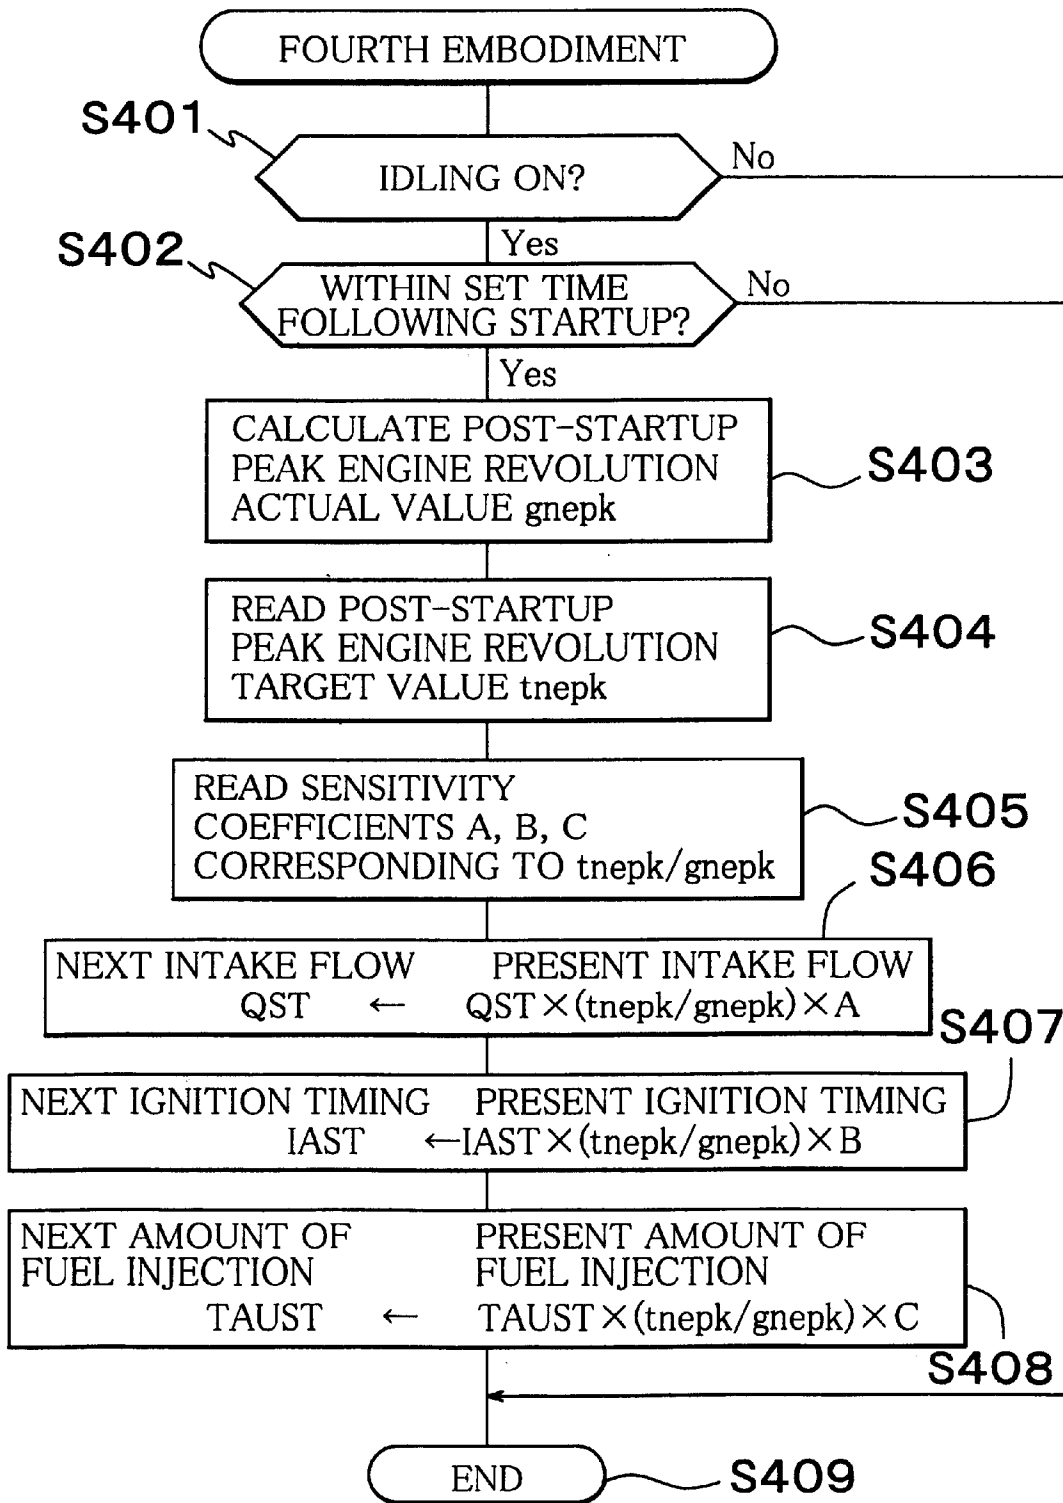 FOURTH EMBODIMENT
S401
IDLING ON?
No
Yes
S402
WITHIN SET TIME
FOLLOWING STARTUP?
No
Yes
CALCULATE POST-STARTUP
PEAK ENGINE REVOLUTION
ACTUAL VALUE gnepk
S403
READ POST-STARTUP
PEAK ENGINE REVOLUTION
TARGET VALUE tnepk
S404
READ SENSITIVITY
COEFFICIENTS A, B, C
CORRESPONDING TO tnepk/gnepk
S405
S406
NEXT INTAKE FLOW PRESENT INTAKE FLOW
QST ← QST×(tnepk/gnepk)×A
S407
NEXT IGNITION TIMING PRESENT IGNITION TIMING
IAST ←IAST×(tnepk/gnepk)×B
NEXT AMOUNT OF PRESENT AMOUNT OF
FUEL INJECTION FUEL INJECTION
TAUST ← TAUST×(tnepk/gnepk)×C
S408
END
S409